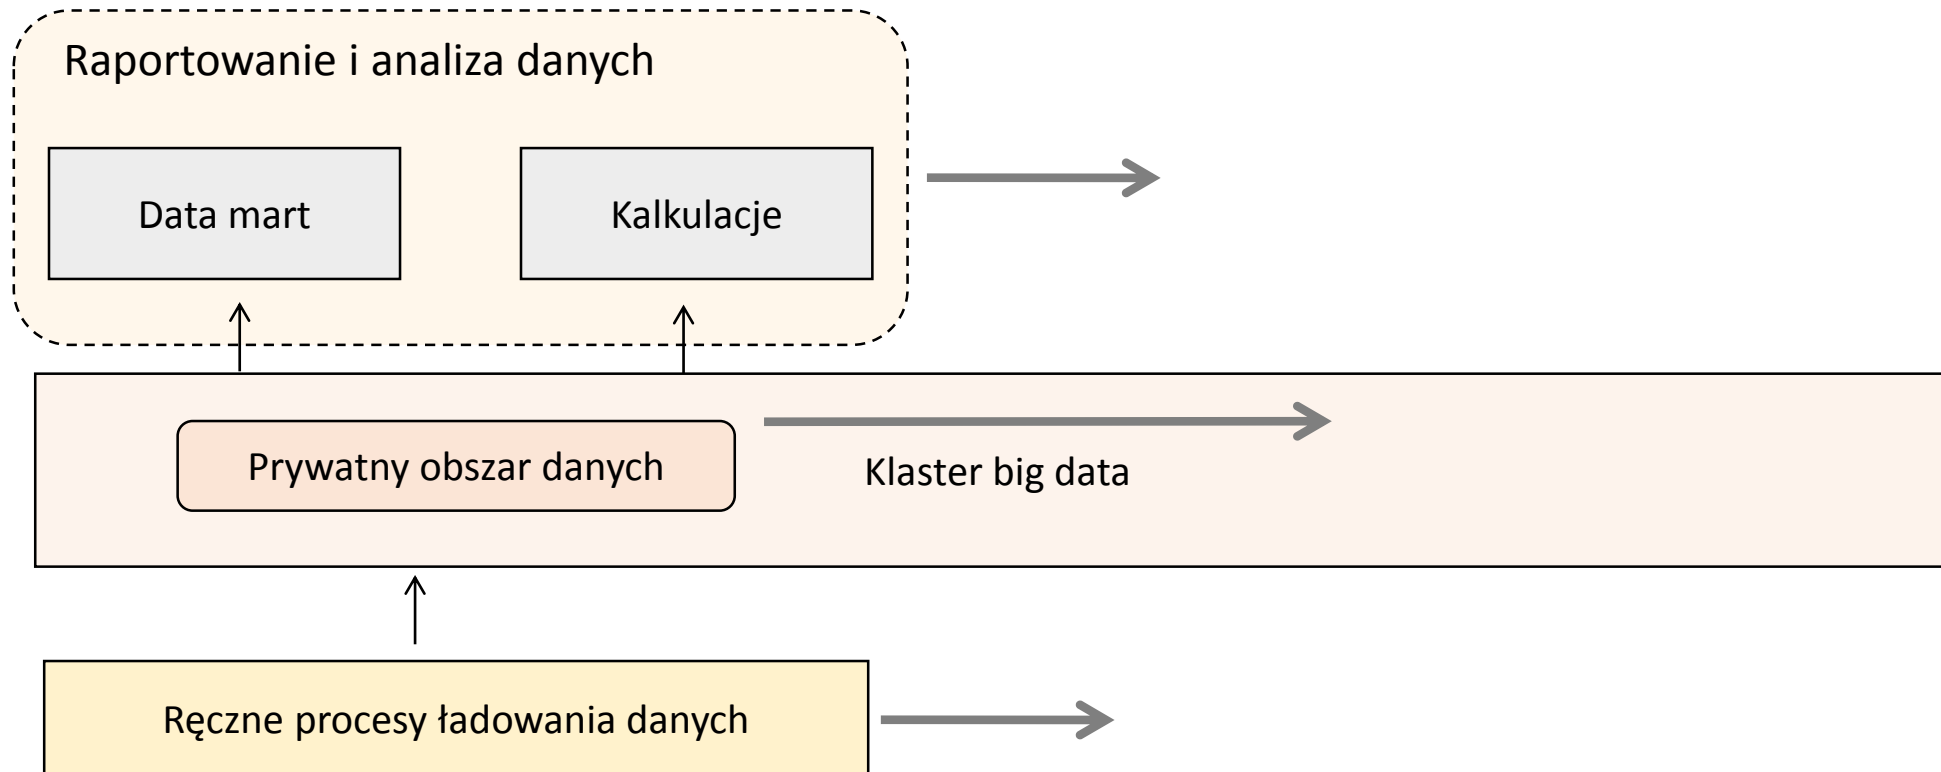 Raportowanie i analiza danych
Data mart
Kalkulacje
Prywatny obszar danych
Klaster big data
Ręczne procesy ładowania danych